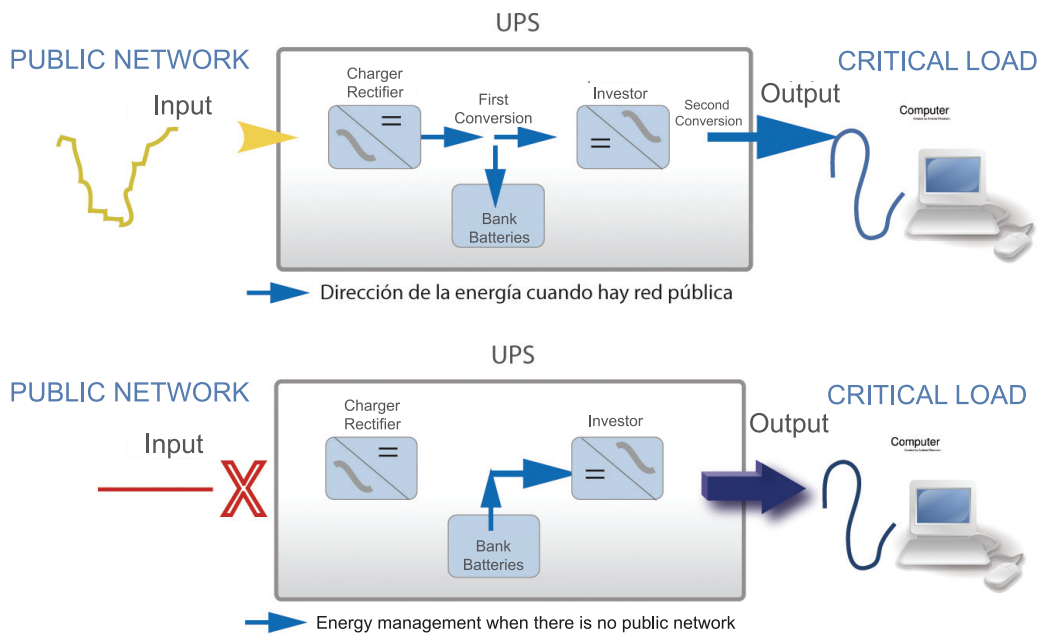 UPS
PUBLIC NETWORK
CRITICAL LOAD
Input
Charger
Rectifier
First
Conversion
Investor
Second
Conversion
Output
Computer
Bank
Batteries
Dirección de la energía cuando hay red pública
UPS
PUBLIC NETWORK
CRITICAL LOAD
Input
Charger
Rectifier
Investor
Output
Computer
Bank
Batteries
Energy management when there is no public network